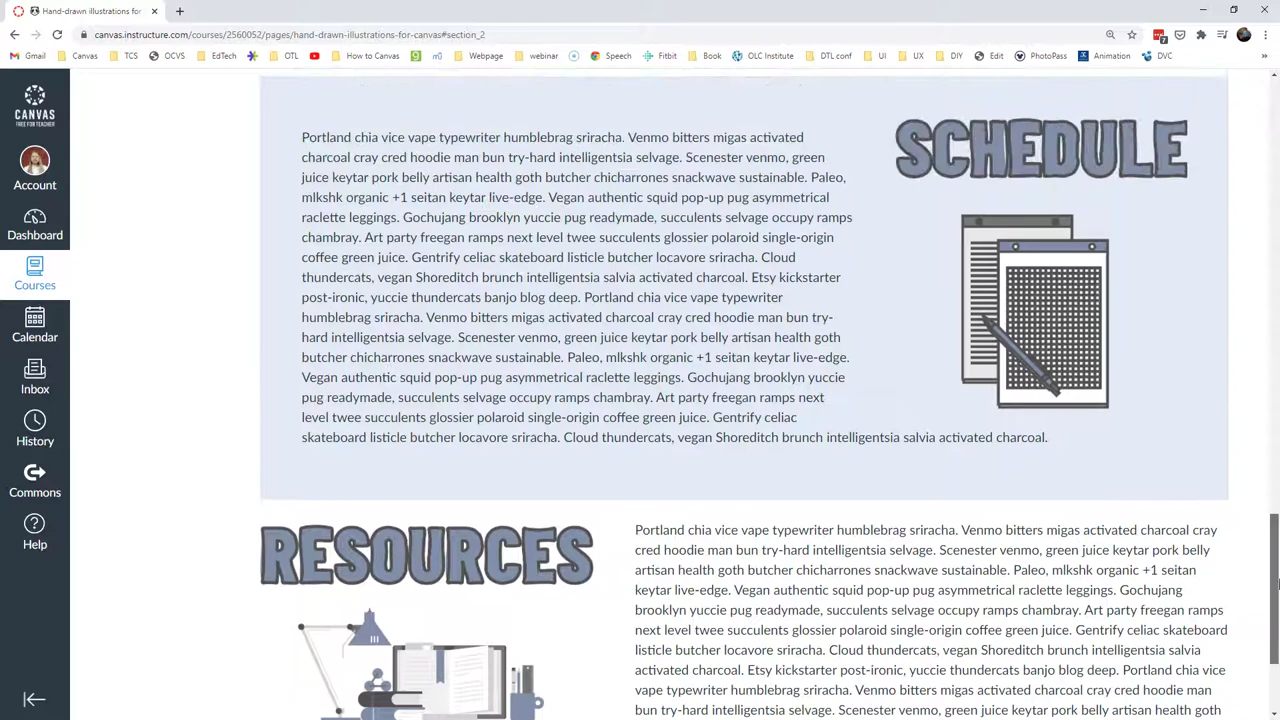 Hand-drawn illustrations for
canvas.instructure.com/courses/2560052/pages/hand-drawn-illustrations-for-canvas#section_2
7
Gmail Canvas TCS OCVS EdTech OTL How to Canvas Webpage webinar Speech Fitbit Book OLC Institute DTL conf UI UX DIY Edit PhotoPass Animation DVC »
CANVAS
FREE FOR TEACHER
Account
Dashboard
Courses
Calendar
Inbox
History
Commons
Help
Portland chia vice vape typewriter humblebrag sriracha. Venmo bitters migas activated
charcoal cray cred hoodie man bun try-hard intelligentsia selvage. Scenester venmo, green
juice keytar pork belly artisan health goth butcher chicharrones snackwave sustainable. Paleo,
mlkshk organic +1 seitan keytar live-edge. Vegan authentic squid pop-up pug asymmetrical
raclette leggings. Gochujang brooklyn yuccie pug readymade, succulents selvage occupy ramps
chambray. Art party freegan ramps next level twee succulents glossier polaroid single-origin
coffee green juice. Gentrify celiac skateboard listicle butcher locavore sriracha. Cloud
thundercats, vegan Shoreditch brunch intelligentsia salvia activated charcoal. Etsy kickstarter
post-ironic, yuccie thundercats banjo blog deep. Portland chia vice vape typewriter
humblebrag sriracha. Venmo bitters migas activated charcoal cray cred hoodie man bun try-
hard intelligentsia selvage. Scenester venmo, green juice keytar pork belly artisan health goth
butcher chicharrones snackwave sustainable. Paleo, mlkshk organic +1 seitan keytar live-edge.
Vegan authentic squid pop-up pug asymmetrical raclette leggings. Gochujang brooklyn yuccie
pug readymade, succulents selvage occupy ramps chambray. Art party freegan ramps next
level twee succulents glossier polaroid single-origin coffee green juice. Gentrify celiac
skateboard listicle butcher locavore sriracha. Cloud thundercats, vegan Shoreditch brunch intelligentsia salvia activated charcoal.
SCHEDULE
RESOURCES
Portland chia vice vape typewriter humblebrag sriracha. Venmo bitters migas activated charcoal cray
cred hoodie man bun try-hard intelligentsia selvage. Scenester venmo, green juice keytar pork belly
artisan health goth butcher chicharrones snackwave sustainable. Paleo, mlkshk organic +1 seitan
keytar live-edge. Vegan authentic squid pop-up pug asymmetrical raclette leggings. Gochujang
brooklyn yuccie pug readymade, succulents selvage occupy ramps chambray. Art party freegan ramps
next level twee succulents glossier polaroid single-origin coffee green juice. Gentrify celiac skateboard
listicle butcher locavore sriracha. Cloud thundercats, vegan Shoreditch brunch intelligentsia salvia
activated charcoal. Etsy kickstarter post-ironic, yuccie thundercats banjo blog deep. Portland chia vice
vape typewriter humblebrag sriracha. Venmo bitters migas activated charcoal cray cred hoodie man
bun try-hard intelligentsia selvage. Scenester venmo, green juice keytar pork belly artisan health goth